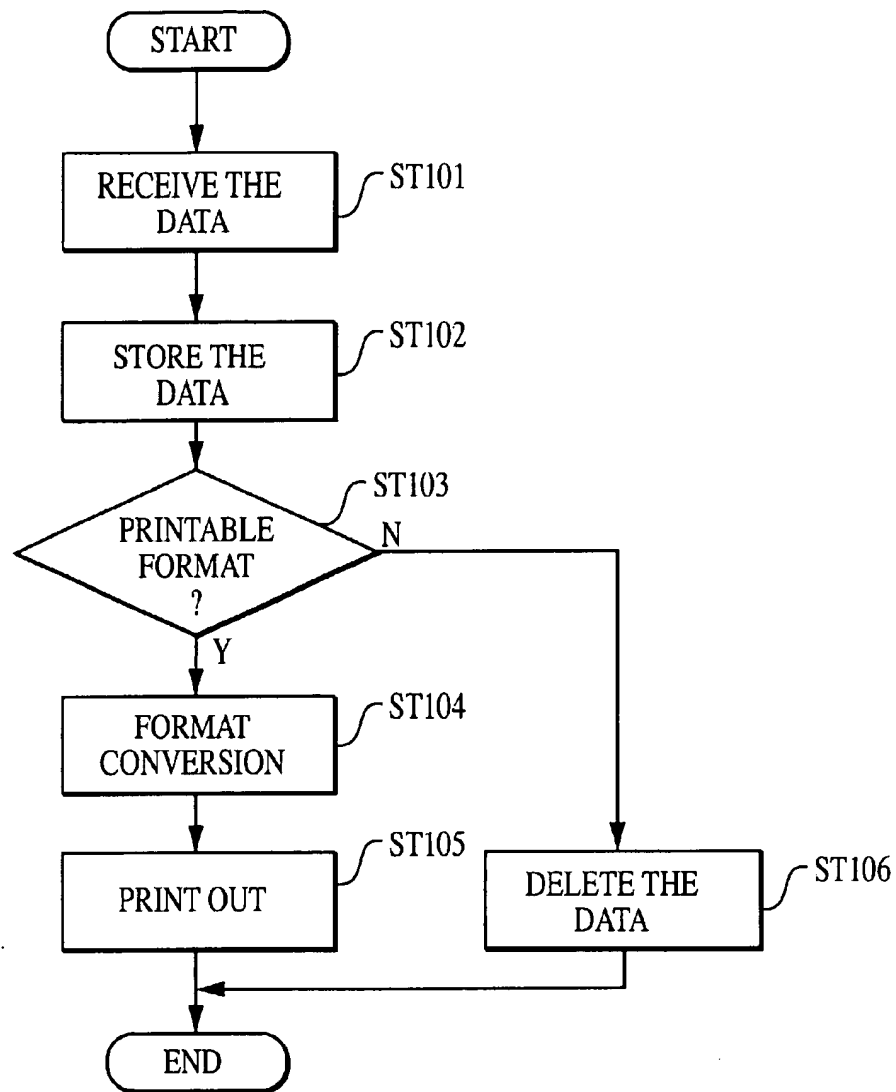 START
RECEIVE THE
DATA
ST101
STORE THE
DATA
ST102
PRINTABLE
FORMAT
?
ST103
N
Y
FORMAT
CONVERSION
ST104
PRINT OUT
ST105
DELETE THE
DATA
ST106
END